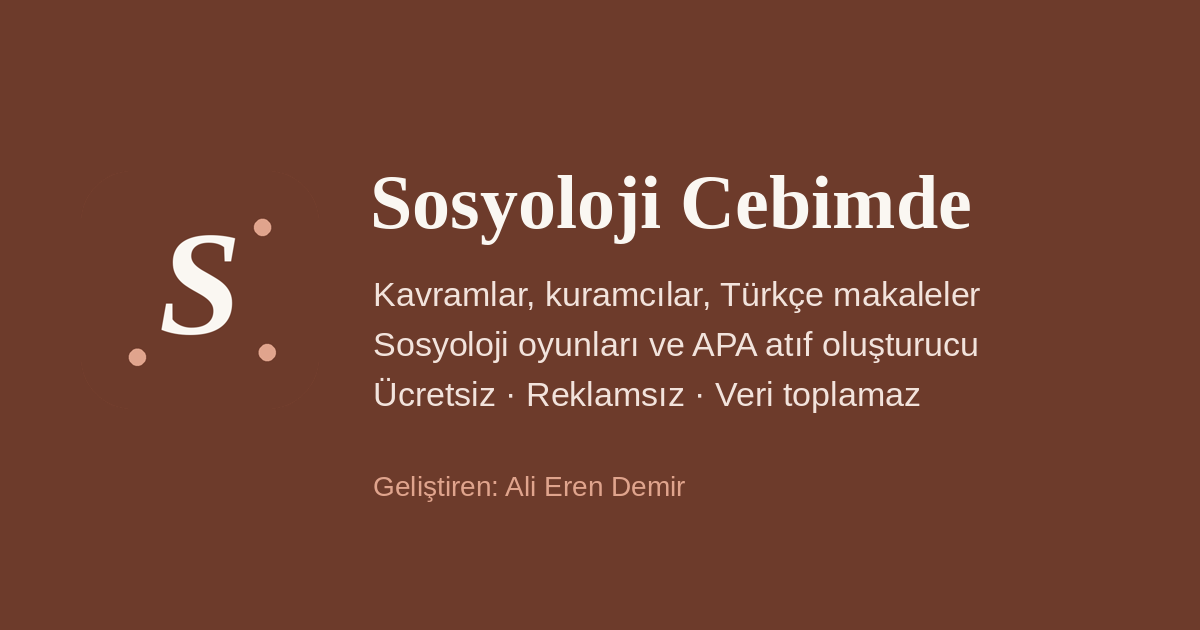 S
Sosyoloji Cebimde
Kavramlar, kuramcılar, Türkçe makaleler
Sosyoloji oyunları ve APA atıf oluşturucu
Ücretsiz · Reklamsız · Veri toplamaz
Geliştiren: Ali Eren Demir